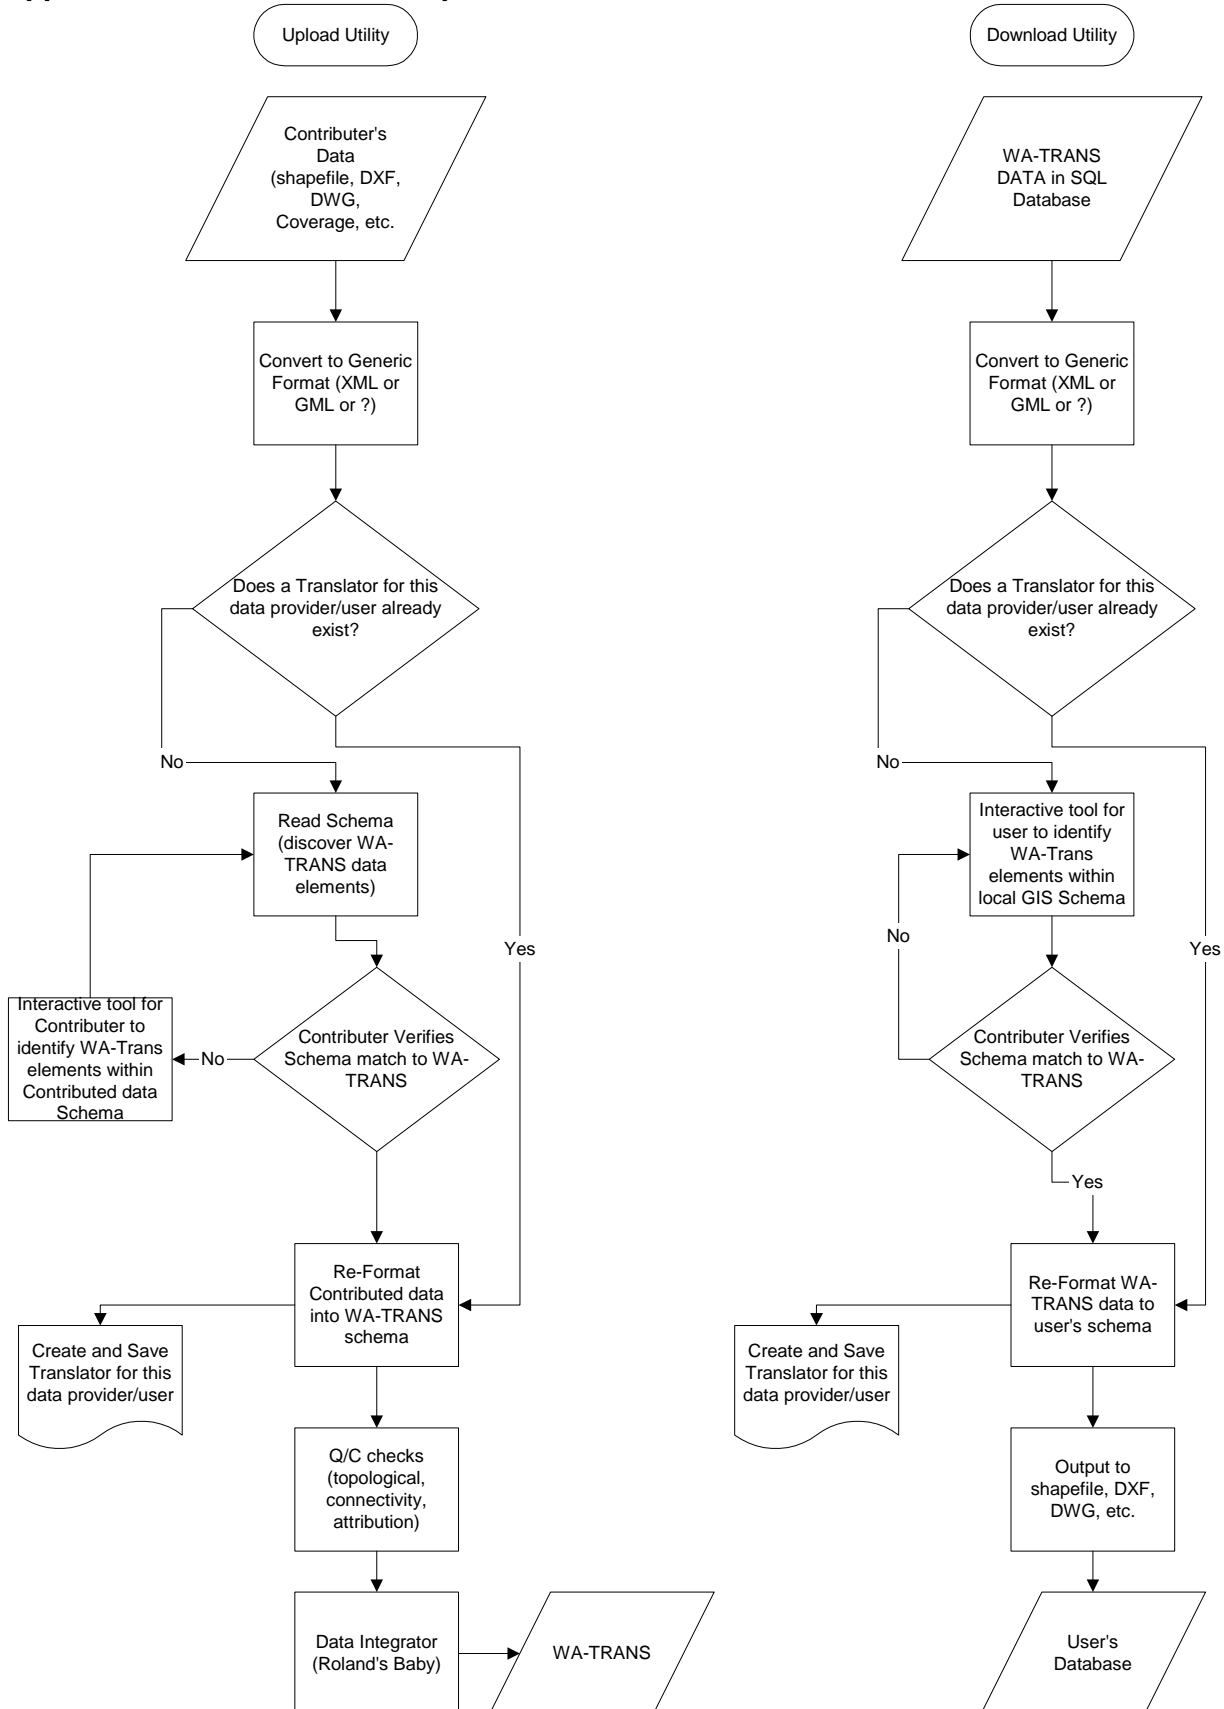 Upload Utility
Contributer's
Data
(shapefile, DXF,
DWG,
Coverage, etc.
Convert to Generic
Format (XML or
GML or ?)
Does a Translator for this
data provider/user already
exist?
No
Read Schema
(discover WA-
TRANS data
elements)
Yes
Interactive tool for
Contributer to
identify WA-Trans
elements within
Contributed data
Schema
No
Contributer Verifies
Schema match to WA-
TRANS
Re-Format
Contributed data
into WA-TRANS
schema
Create and Save
Translator for this
data provider/user
Q/C checks
(topological,
connectivity,
attribution)
Data Integrator
(Roland's Baby)
WA-TRANS
Download Utility
WA-TRANS
DATA in SQL
Database
Convert to Generic
Format (XML or
GML or ?)
Does a Translator for this
data provider/user already
exist?
No
Interactive tool for
user to identify
WA-Trans
elements within
local GIS Schema
No
Yes
Contributer Verifies
Schema match to WA-
TRANS
Yes
Re-Format WA-
TRANS data to
user's schema
Create and Save
Translator for this
data provider/user
Output to
shapefile, DXF,
DWG, etc.
User's
Database